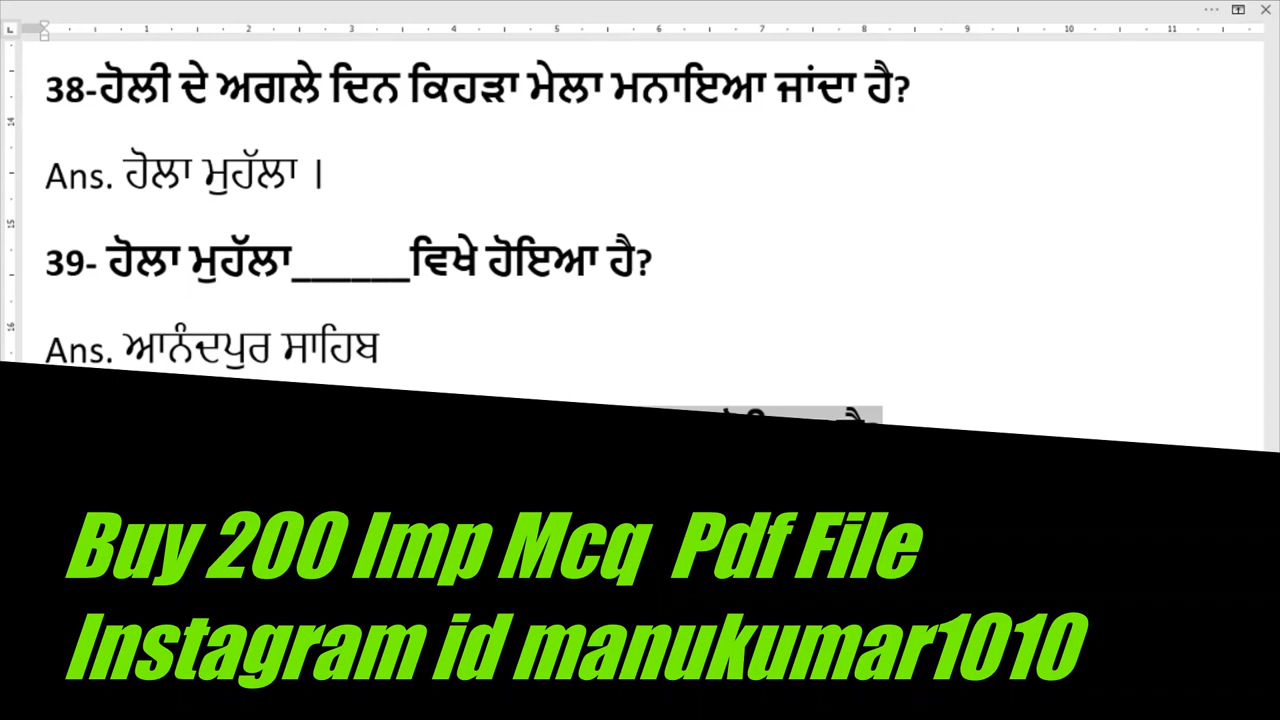 38-ਹੋਲੀ ਦੇ ਅਗਲੇ ਦਿਨ ਕਿਹੜਾ ਮੇਲਾ ਮਨਾਇਆ ਜਾਂਦਾ ਹੈ?
Ans. ਹੋਲਾ ਮੁਹੱਲਾ ।
39- ਹੋਲਾ ਮੁਹੱਲਾ______ਵਿਖੇ ਹੋਇਆ ਹੈ?
Ans. ਆਨੰਦਪੁਰ ਸਾਹਿਬ
Buy 200 Imp Mcq Pdf File
Instagram id manukumar1010